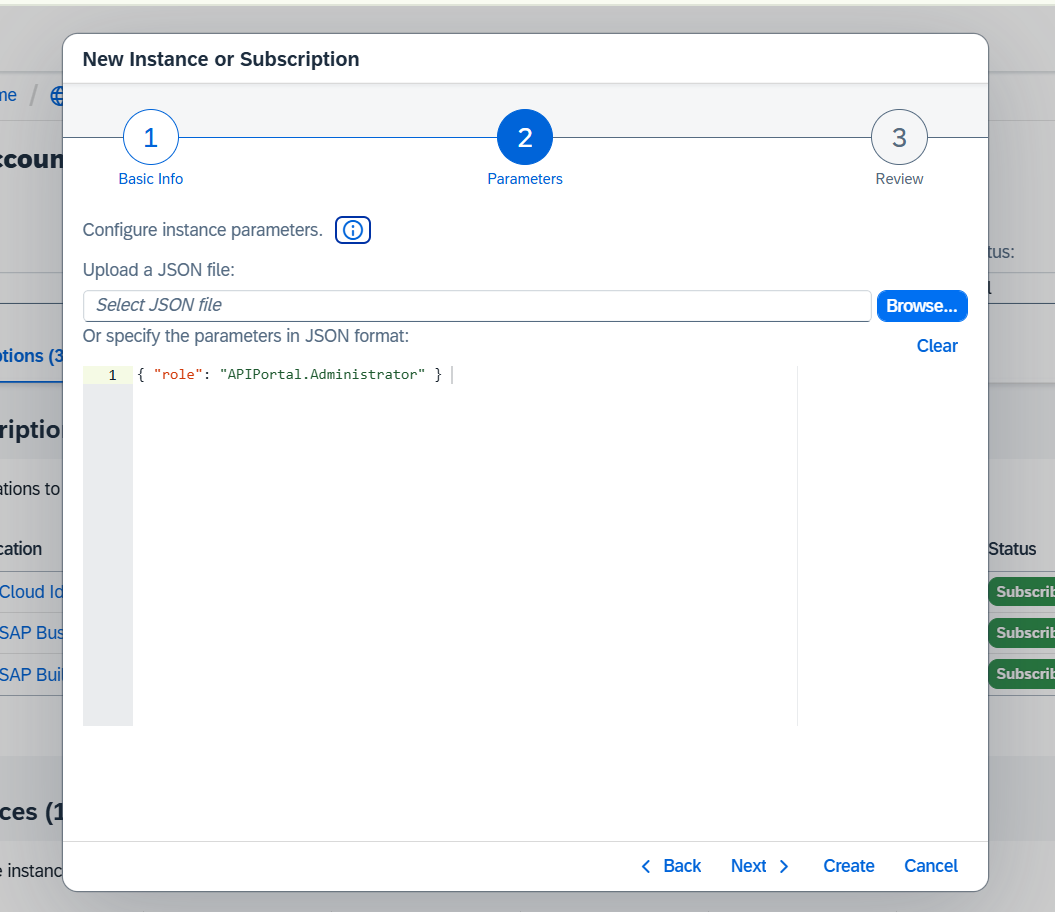 New Instance or Subscription
me /
1
2
3
Basic Info
Parameters
Review
ccoun
Configure instance parameters.
tus:
Upload a JSON file:
Select JSON file
Browse...
Or specify the parameters in JSON format:
Clear
ptions (3
1 { "role": "APIPortal.Administrator" }
riptio
ations to
cation
Status
Cloud Id
Subscrib
SAP Bus
Subscrib
SAP Buil
Subscrib
ces (1
e instanc
Back
Next
Create
Cancel